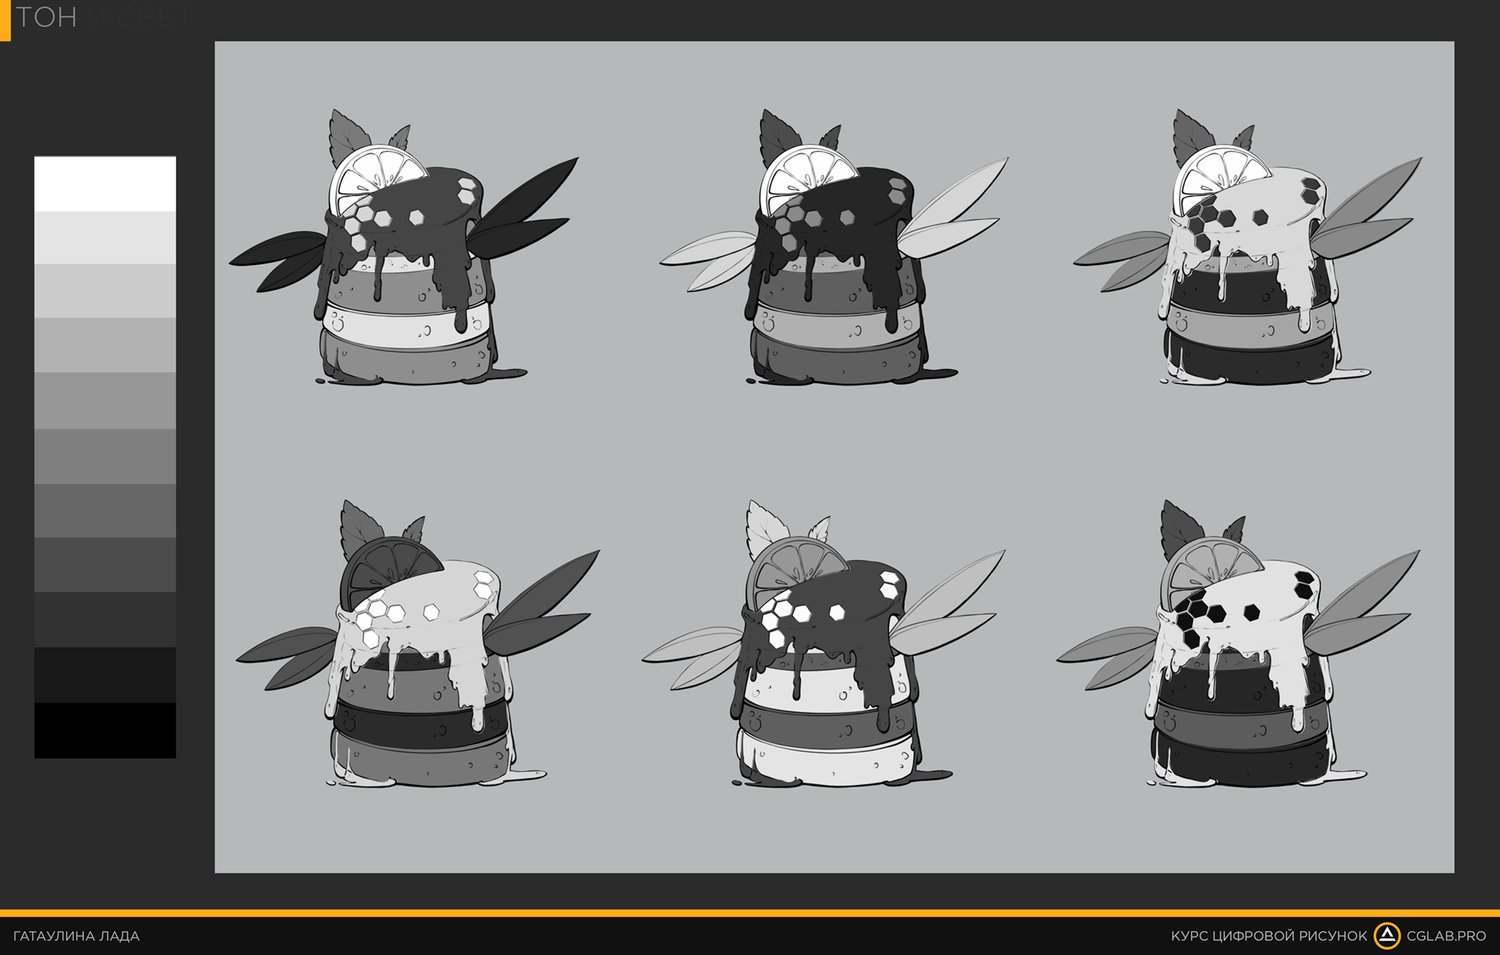 ТОН И СВЕТ
ГАТАУЛИНА ЛАДА
КУРС ЦИФРОВОЙ РИСУНОК CGLAB.PRO